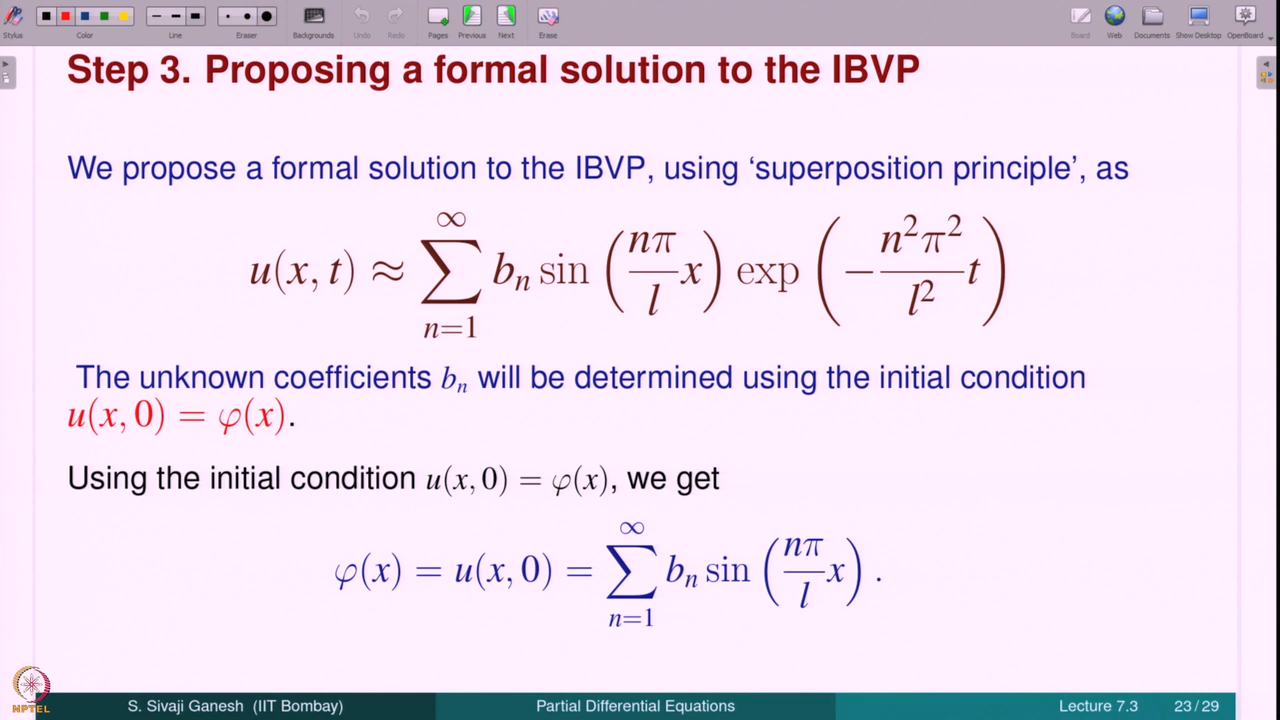 Stylus Color Line Eraser Backgrounds Undo Redo Pages Previous Next Erase Board Web Documents Show Desktop OpenBoard
Step 3. Proposing a formal solution to the IBVP
We propose a formal solution to the IBVP, using ‘superposition principle’, as
u(x, t) ≈ ∑_{n=1}^{∞} b_n sin (nπ/l x) exp (−n²π²/l² t)
The unknown coefficients b_n will be determined using the initial condition
u(x, 0) = φ(x).
Using the initial condition u(x, 0) = φ(x), we get
φ(x) = u(x, 0) = ∑_{n=1}^{∞} b_n sin (nπ/l x) .
NPTEL
S. Sivaji Ganesh (IIT Bombay) Partial Differential Equations Lecture 7.3 23 / 29